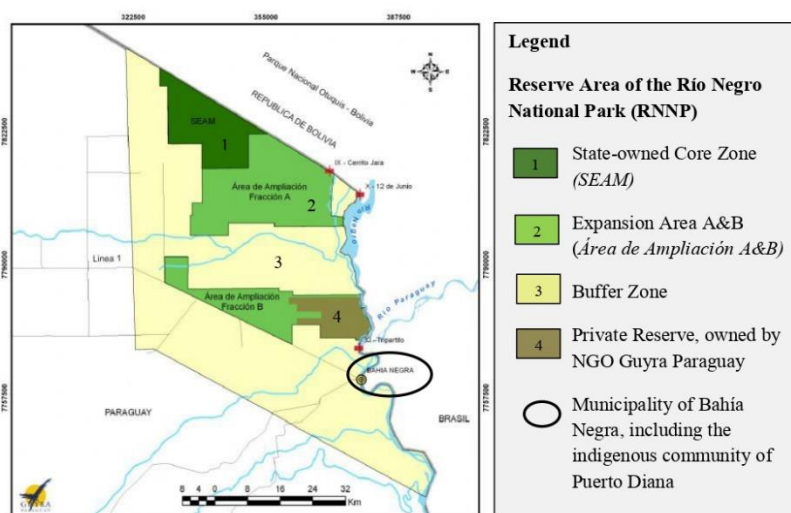 322500 355000 387500
Parque Nacional Otuquis - Bolivia
REPUBLICA DE BOLIVIA
N
SEAM
1
IX - Cerrito Jara
X - 12 de Junio
Área de Ampliación
Fracción A
2
Río Negro
7822500
7822500
3
Línea 1
7790000
7790000
Río Paraguay
Área de Ampliación
Fracción B
4
XI - Tripartito
BAHIA NEGRA
7757500
7757500
PARAGUAY
BRASIL
8 4 0 8 16 24 32
Km
GUYRA
PARAGUAY
Legend
Reserve Area of the Río Negro
National Park (RNNP)
1 State-owned Core Zone
(SEAM)
2 Expansion Area A&B
(Área de Ampliación A&B)
3 Buffer Zone
4 Private Reserve, owned by
NGO Guyra Paraguay
Municipality of Bahía
Negra, including the
indigenous community of
Puerto Diana